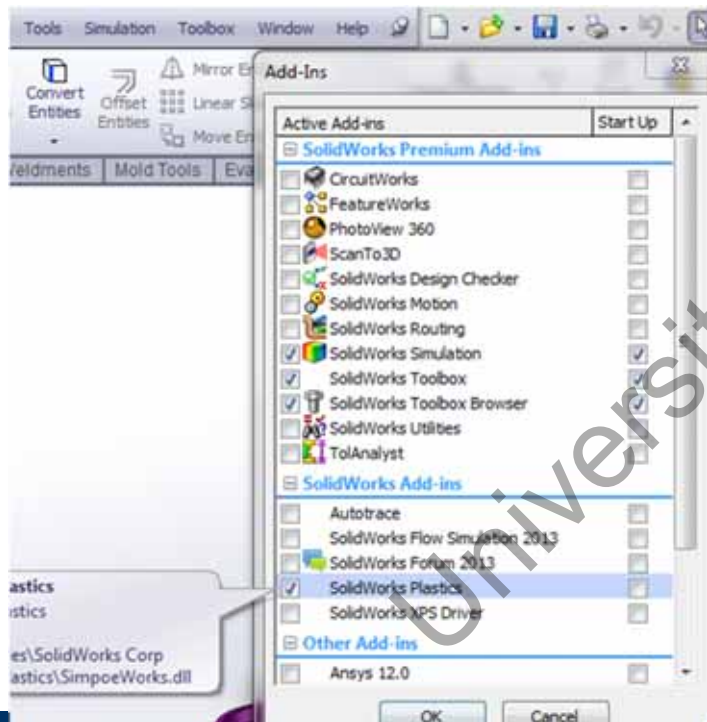 Tools Simulation Toolbox Window Help
Convert Entities
Offset Entities
Mirror
Linear
Move
Weldments Mold Tools
Add-Ins
Active Add-ins Start Up
SolidWorks Premium Add-ins
CircuitWorks
FeatureWorks
PhotoView 360
ScanTo3D
SolidWorks Design Checker
SolidWorks Motion
SolidWorks Routing
SolidWorks Simulation
SolidWorks Toolbox
SolidWorks Toolbox Browser
SolidWorks Utilities
TolAnalyst
SolidWorks Add-ins
Autotrace
SolidWorks Flow Simulation 2013
SolidWorks Forum 2013
SolidWorks Plastics
SolidWorks XPS Driver
Other Add-ins
Ansys 12.0
OK Cancel
astics
stics
es\SolidWorks Corp
astics\SimpoeWorks.dll
Universit